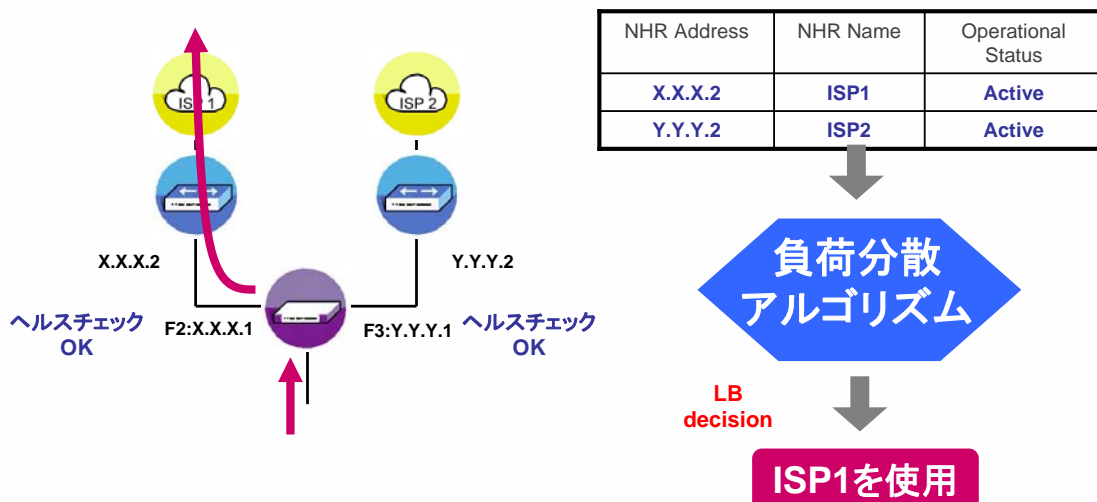 NHR Address NHR Name Operational Status
X.X.X.2 ISP1 Active
Y.Y.Y.2 ISP2 Active
ISP 1
ISP 2
X.X.X.2
Y.Y.Y.2
ヘルスチェック
OK
F2:X.X.X.1
F3:Y.Y.Y.1
ヘルスチェック
OK
負荷分散
アルゴリズム
LB
decision
ISP1を使用